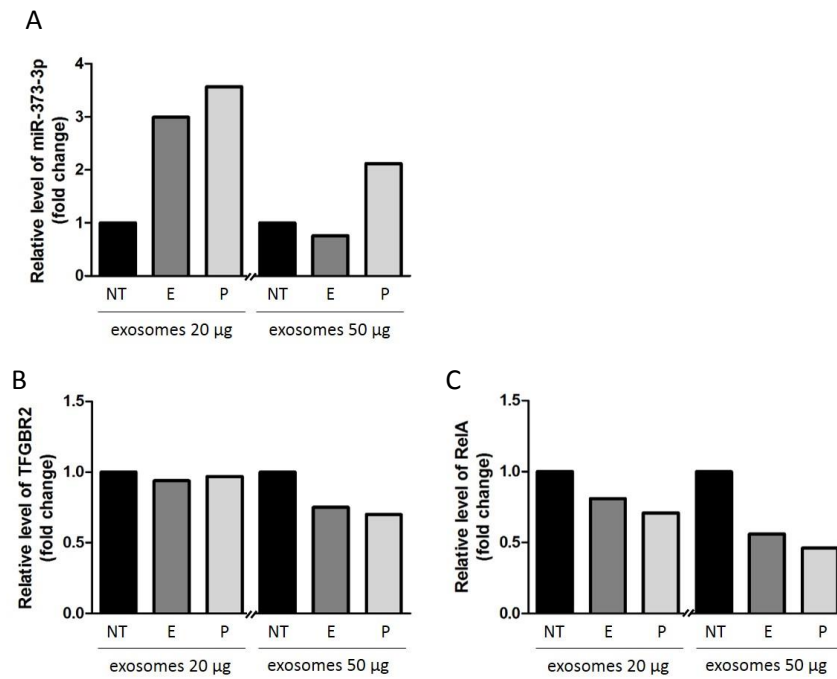 A
Relative level of miR-373-3p
(fold change)
4
3
2
1
0
NT E P NT E P
exosomes 20 µg exosomes 50 µg
B
Relative level of TFGBR2
(fold change)
1.5
1.0
0.5
0.0
NT E P NT E P
exosomes 20 µg exosomes 50 µg
C
Relative level of RelA
(fold change)
1.5
1.0
0.5
0.0
NT E P NT E P
exosomes 20 µg exosomes 50 µg